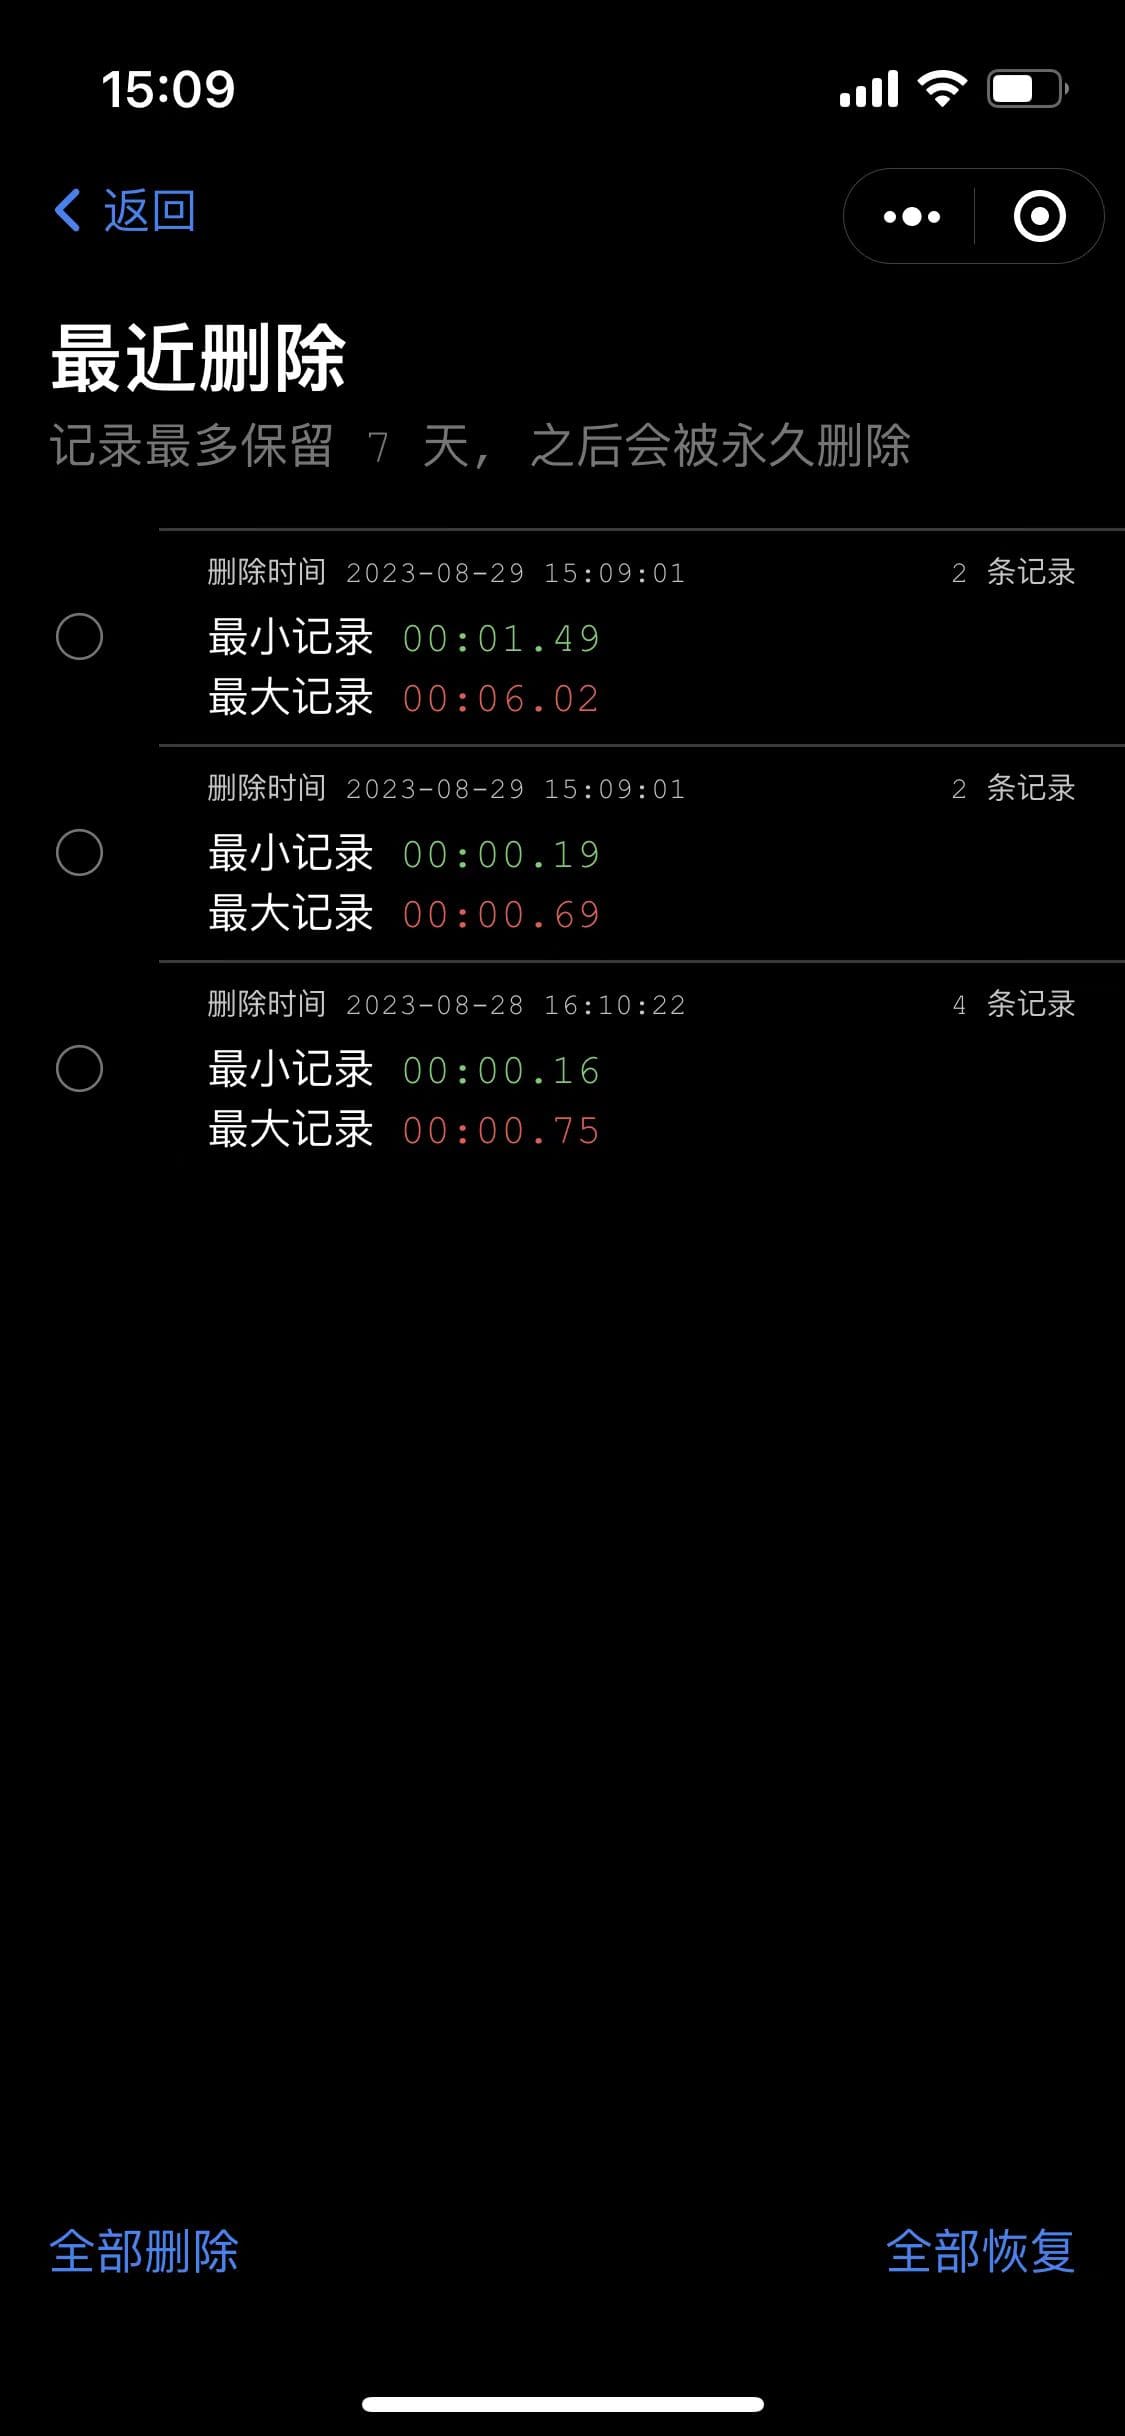 15:09
返回
最近删除
记录最多保留 7 天, 之后会被永久删除
删除时间 2023-08-29 15:09:01 2 条记录
最小记录 00:01.49
最大记录 00:06.02
删除时间 2023-08-29 15:09:01 2 条记录
最小记录 00:00.19
最大记录 00:00.69
删除时间 2023-08-28 16:10:22 4 条记录
最小记录 00:00.16
最大记录 00:00.75
全部删除 全部恢复